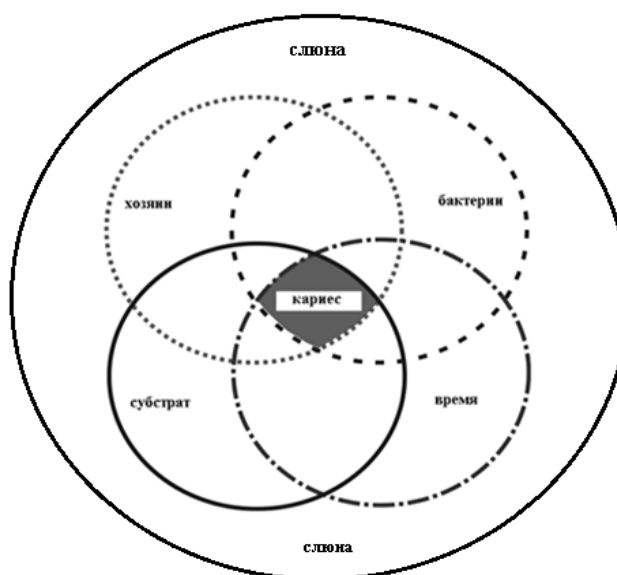 слюна
хозяин
бактерии
кариес
субстрат
время
слюна